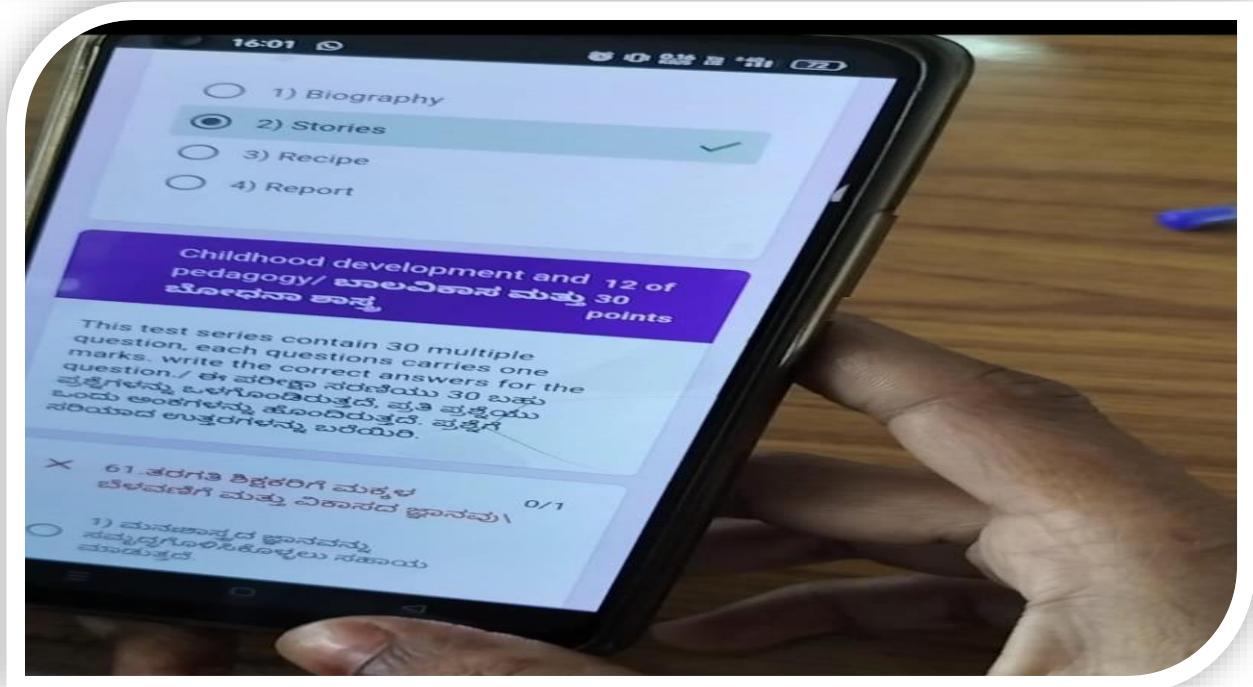 16:01
72
1) Biography
2) Stories
3) Recipe
4) Report
Childhood development and 12 of
pedagogy/ ಬಾಲವಿಕಾಸ ಮತ್ತು 30
ಬೋಧನಾ ಶಾಸ್ತ್ರ points
This test series contain 30 multiple
question, each questions carries one
marks. write the correct answers for the
question./ ಈ ಪರೀಕ್ಷಾ ಸರಣಿಯು 30 ಬಹು
ಪ್ರಶ್ನೆಗಳನ್ನು ಒಳಗೊಂಡಿರುತ್ತದೆ, ಪ್ರತಿ ಪ್ರಶ್ನೆಯು
ಒಂದು ಅಂಕಗಳನ್ನು ಹೊಂದಿರುತ್ತದೆ. ಪ್ರಶ್ನೆಗೆ
ಸರಿಯಾದ ಉತ್ತರಗಳನ್ನು ಬರೆಯಿರಿ.
61.ತರಗತಿ ಶಿಕ್ಷಕರಿಗೆ ಮಕ್ಕಳ 0/1
ಬೆಳವಣಿಗೆ ಮತ್ತು ವಿಕಾಸದ ಜ್ಞಾನವು\
1) ಮನಃಶಾಸ್ತ್ರದ ಜ್ಞಾನವನ್ನು
ಸಮೃದ್ಧಗೊಳಿಸಿಕೊಳ್ಳಲು ಸಹಾಯ
ಮಾಡುತ್ತದೆ